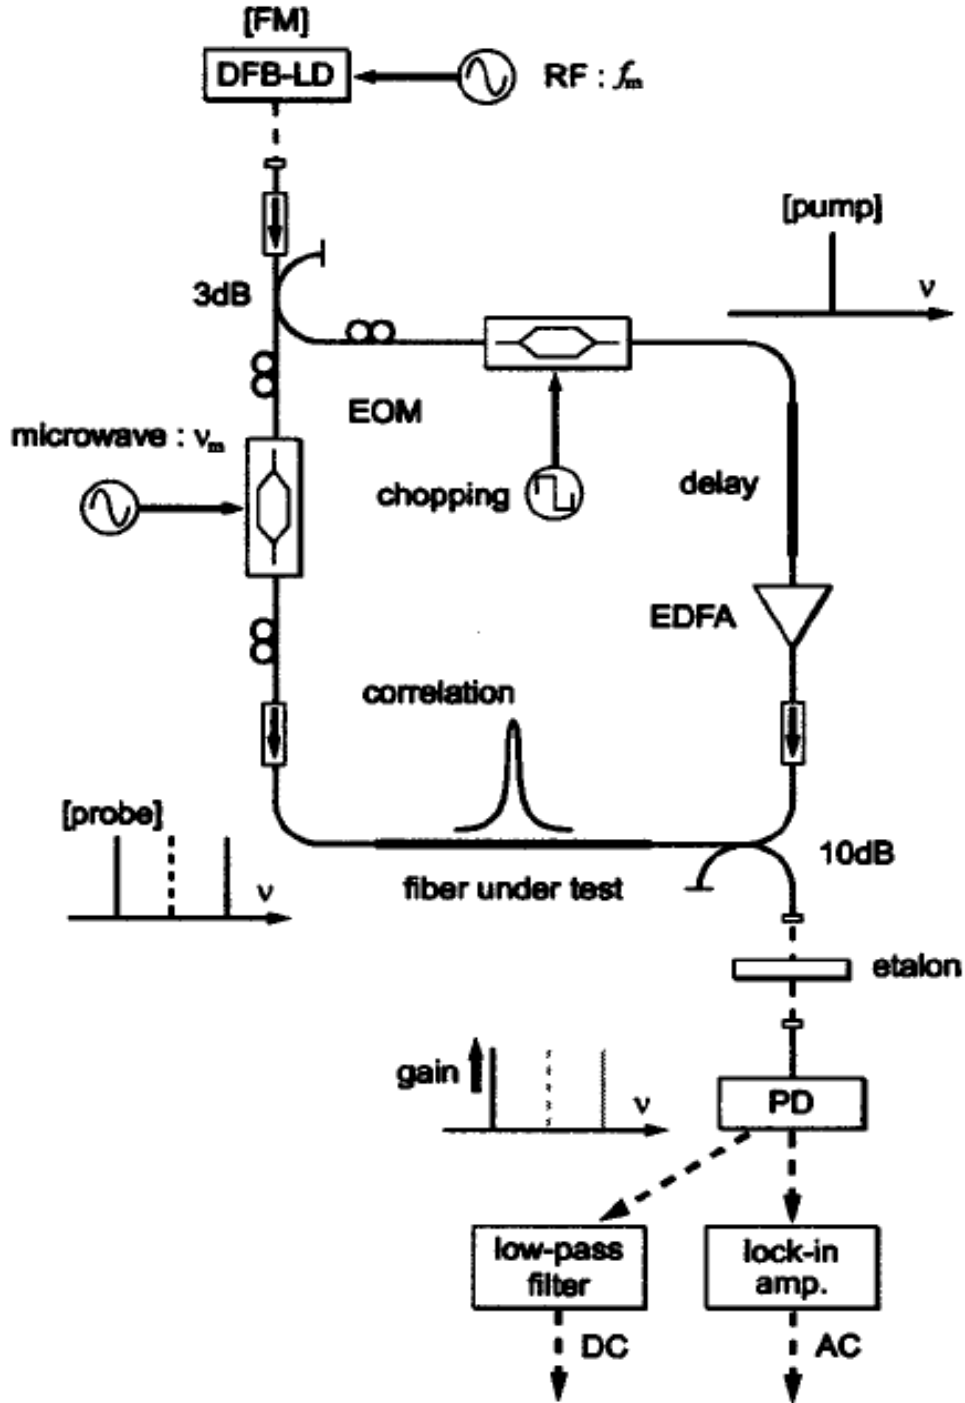 [FM]
DFB-LD
RF : fm
[pump]
3dB
ν
EOM
microwave : νm
chopping
delay
EDFA
correlation
[probe]
ν
10dB
fiber under test
etalon
gain
ν
PD
low-pass
filter
lock-in
amp.
DC
AC